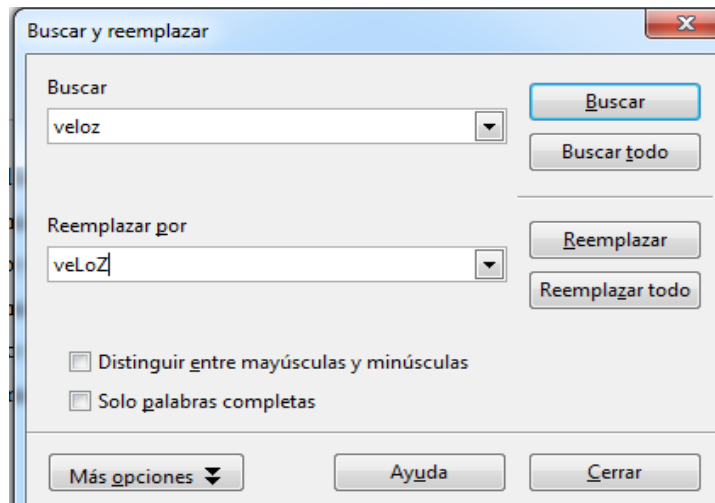 Buscar y reemplazar
Buscar
veloz
Buscar
Buscar todo
Reemplazar por
veLoZ
Reemplazar
Reemplazar todo
Distinguir entre mayúsculas y minúsculas
Solo palabras completas
Más opciones
Ayuda
Cerrar